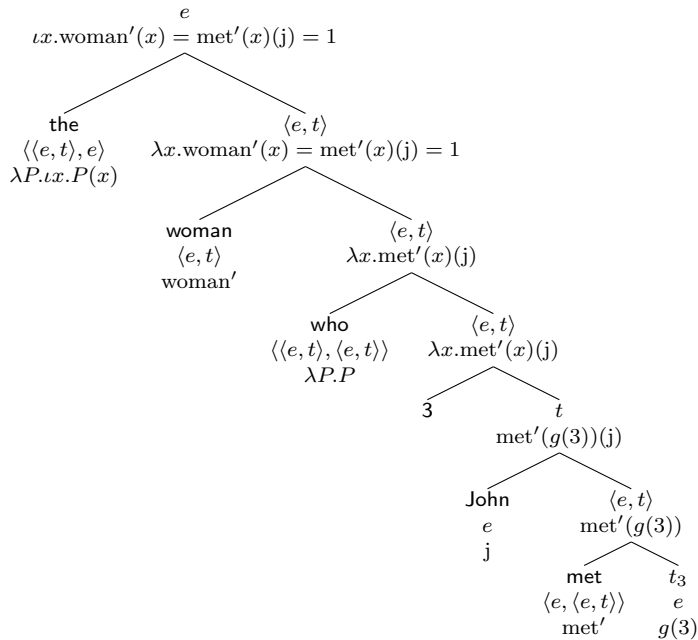 e
ιx.woman′(x) = met′(x)(j) = 1
the
⟨⟨e, t⟩, e⟩
λP.ιx.P(x)
⟨e, t⟩
λx.woman′(x) = met′(x)(j) = 1
woman
⟨e, t⟩
woman′
⟨e, t⟩
λx.met′(x)(j)
who
⟨⟨e, t⟩, ⟨e, t⟩⟩
λP.P
⟨e, t⟩
λx.met′(x)(j)
3
t
met′(g(3))(j)
John
e
j
⟨e, t⟩
met′(g(3))
met
⟨e, ⟨e, t⟩⟩
met′
t₃
e
g(3)